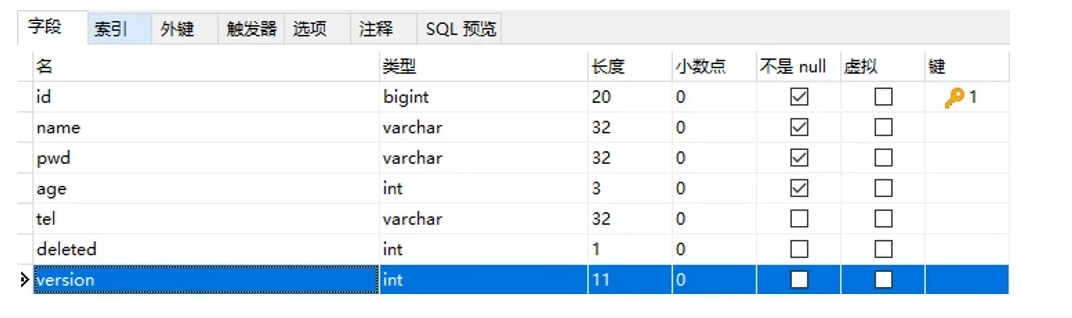 字段 索引 外键 触发器 选项 注释 SQL 预览
名 类型 长度 小数点 不是 null 虚拟 键
id bigint 20 0 1
name varchar 32 0
pwd varchar 32 0
age int 3 0
tel varchar 32 0
deleted int 1 0
version int 11 0